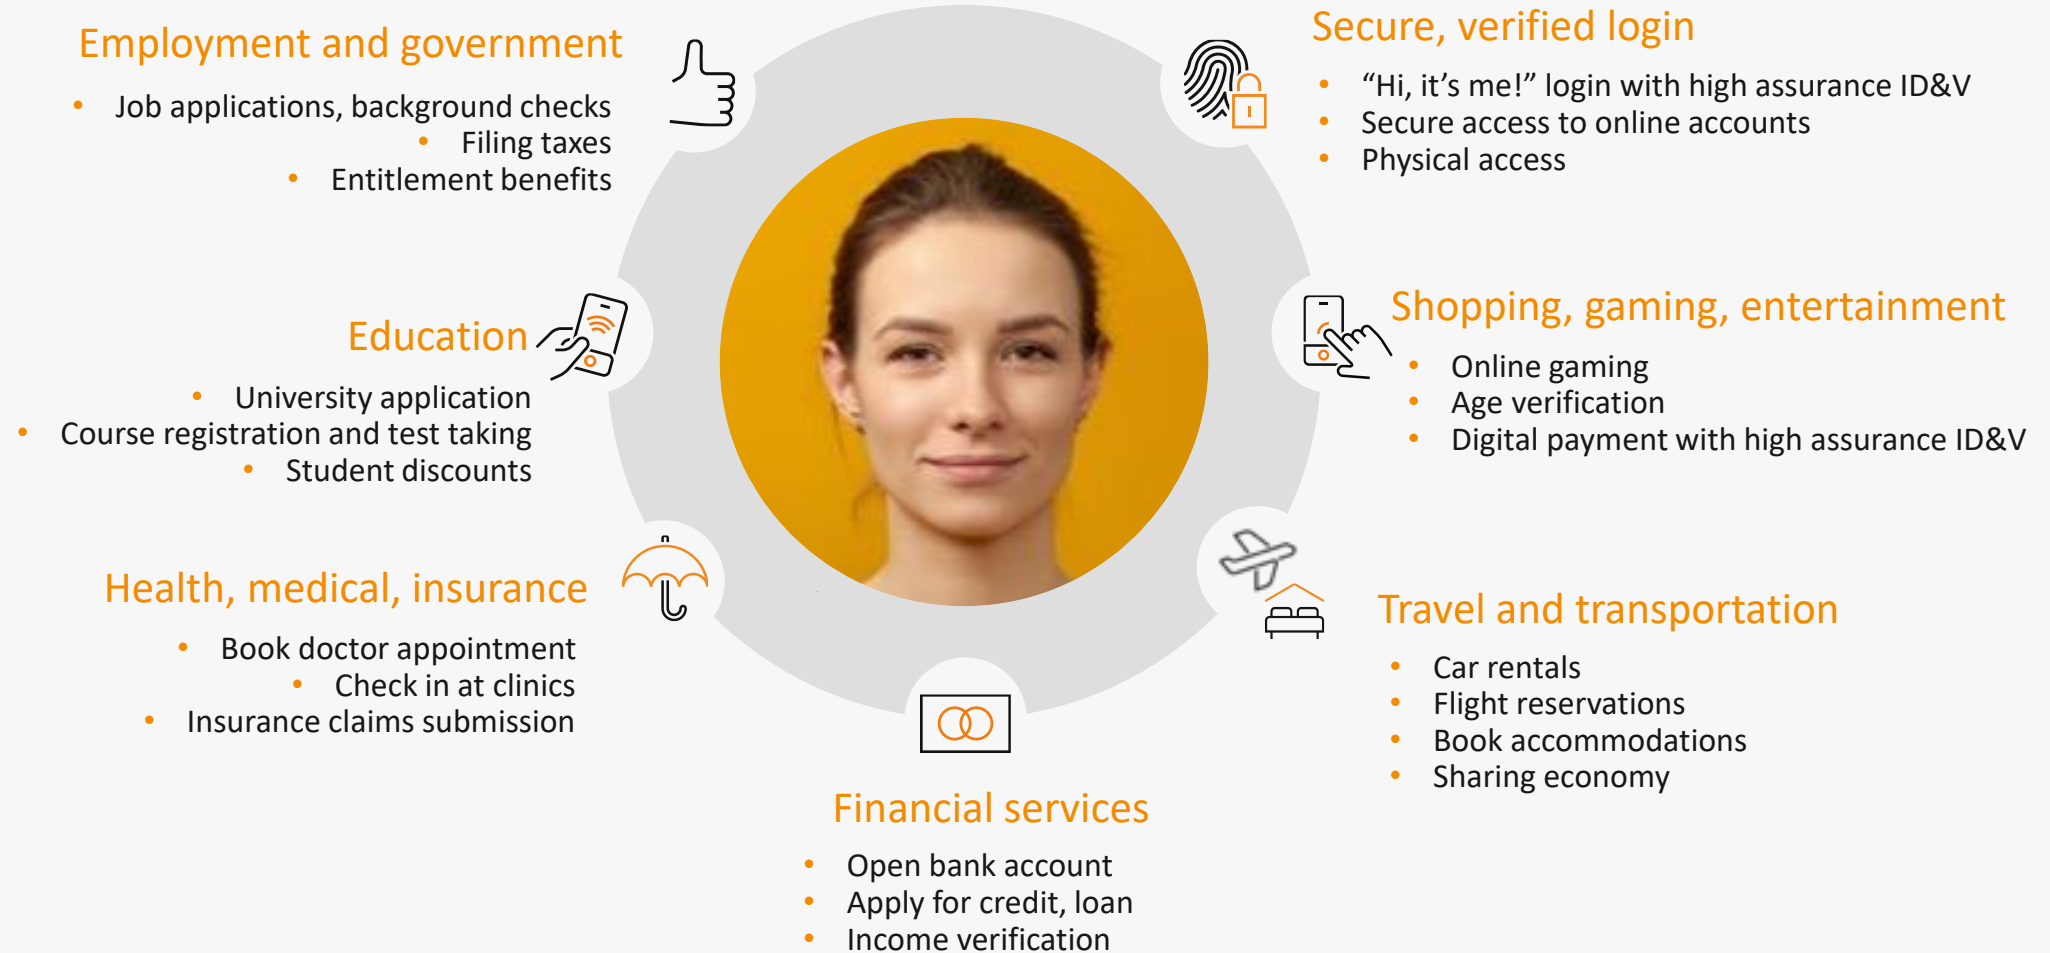 Employment and government
• Job applications, background checks
• Filing taxes
• Entitlement benefits
Secure, verified login
• “Hi, it’s me!” login with high assurance ID&V
• Secure access to online accounts
• Physical access
Education
• University application
• Course registration and test taking
• Student discounts
Shopping, gaming, entertainment
• Online gaming
• Age verification
• Digital payment with high assurance ID&V
Health, medical, insurance
• Book doctor appointment
• Check in at clinics
• Insurance claims submission
Travel and transportation
• Car rentals
• Flight reservations
• Book accommodations
• Sharing economy
Financial services
• Open bank account
• Apply for credit, loan
• Income verification